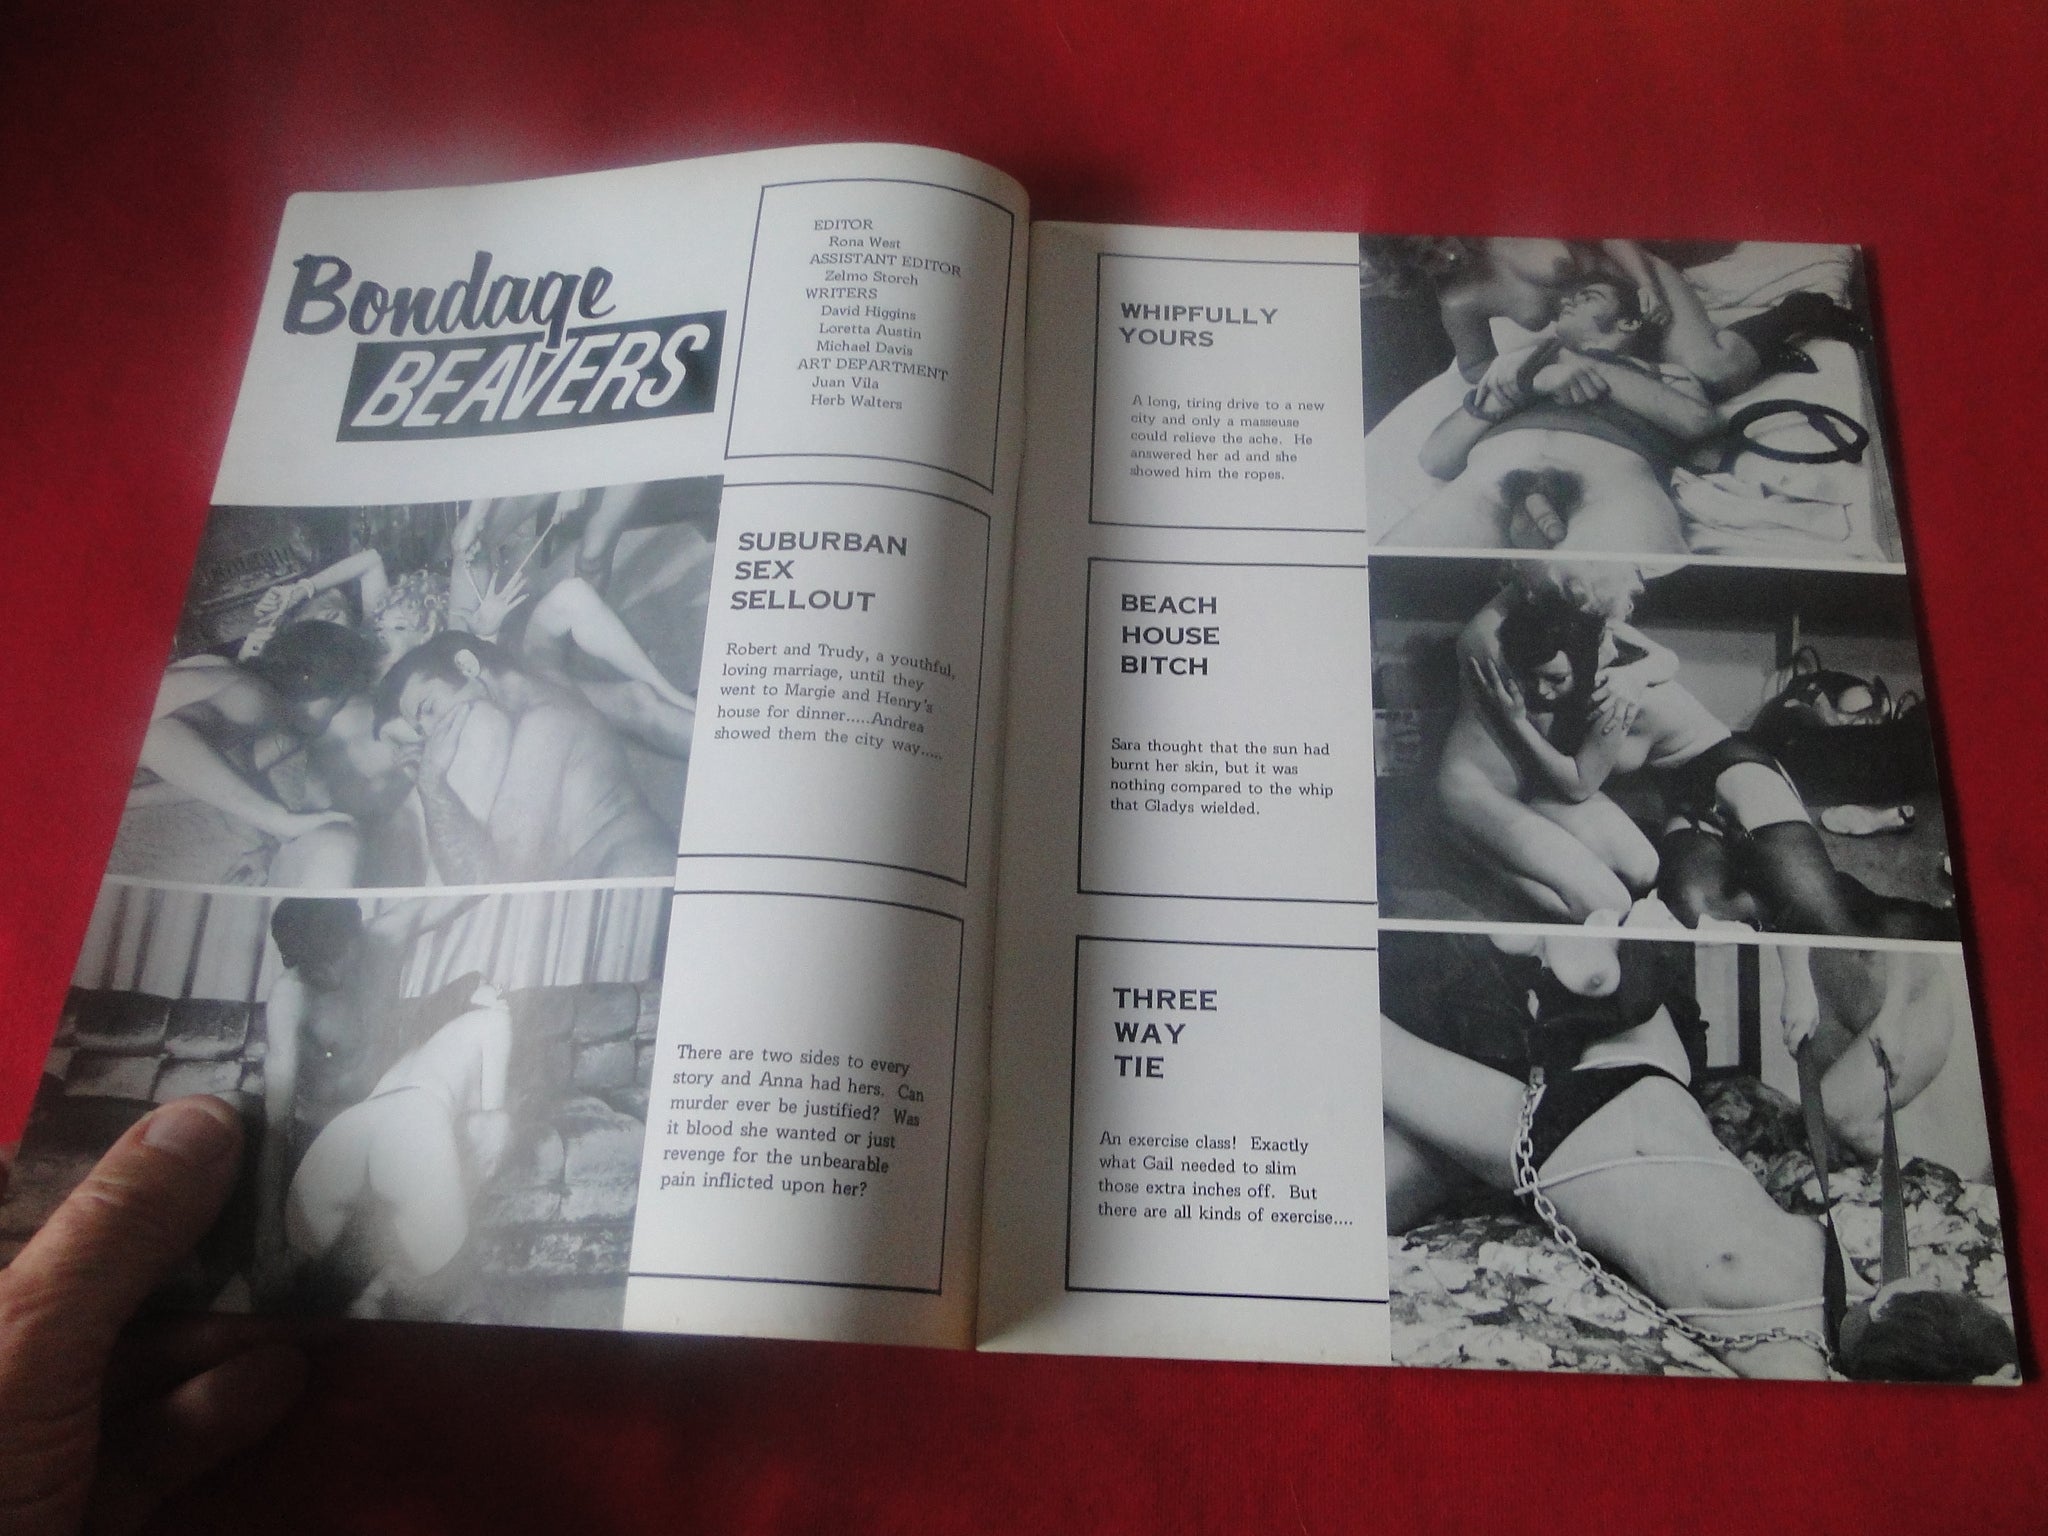 Bondage
BEAVERS
EDITOR
Rona West
ASSISTANT EDITOR
Zelmo Storch
WRITERS
David Higgins
Loretta Austin
Michael Davis
ART DEPARTMENT
Juan Vila
Herb Walters
SUBURBAN
SEX
SELLOUT
Robert and Trudy, a youthful,
loving marriage, until they
went to Margie and Henry's
house for dinner.....Andrea
showed them the city way.....
There are two sides to every
story and Anna had hers. Can
murder ever be justified? Was
it blood she wanted or just
revenge for the unbearable
pain inflicted upon her?
WHIPFULLY
YOURS
A long, tiring drive to a new
city and only a masseuse
could relieve the ache. He
answered her ad and she
showed him the ropes.
BEACH
HOUSE
BITCH
Sara thought that the sun had
burnt her skin, but it was
nothing compared to the whip
that Gladys wielded.
THREE
WAY
TIE
An exercise class! Exactly
what Gail needed to slim
those extra inches off. But
there are all kinds of exercise....